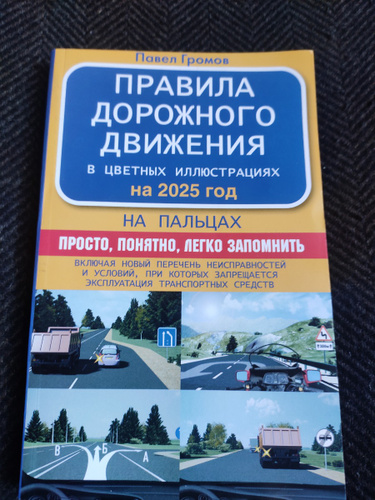 Павел Громов
ПРАВИЛА
ДОРОЖНОГО
ДВИЖЕНИЯ
В ЦВЕТНЫХ ИЛЛЮСТРАЦИЯХ
на 2025 год
НА ПАЛЬЦАХ
ПРОСТО, ПОНЯТНО, ЛЕГКО ЗАПОМНИТЬ
ВКЛЮЧАЯ НОВЫЙ ПЕРЕЧЕНЬ НЕИСПРАВНОСТЕЙ
И УСЛОВИЙ, ПРИ КОТОРЫХ ЗАПРЕЩАЕТСЯ
ЭКСПЛУАТАЦИЯ ТРАНСПОРТНЫХ СРЕДСТВ
В Б А